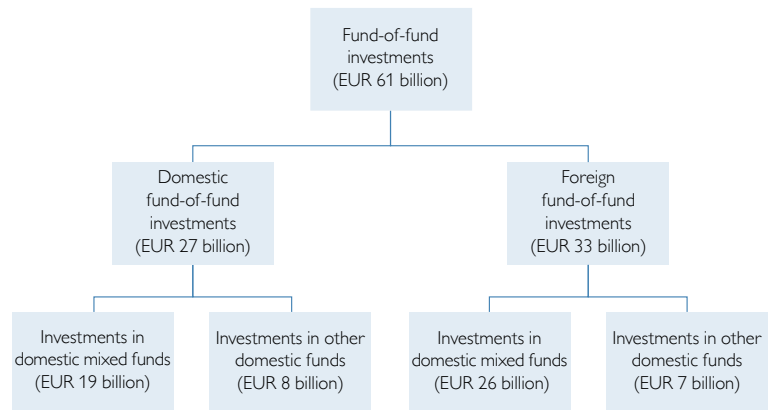 Fund-of-fund
investments
(EUR 61 billion)
Domestic
fund-of-fund
investments
(EUR 27 billion)
Foreign
fund-of-fund
investments
(EUR 33 billion)
Investments in
domestic mixed funds
(EUR 19 billion)
Investments in other
domestic funds
(EUR 8 billion)
Investments in
domestic mixed funds
(EUR 26 billion)
Investments in other
domestic funds
(EUR 7 billion)